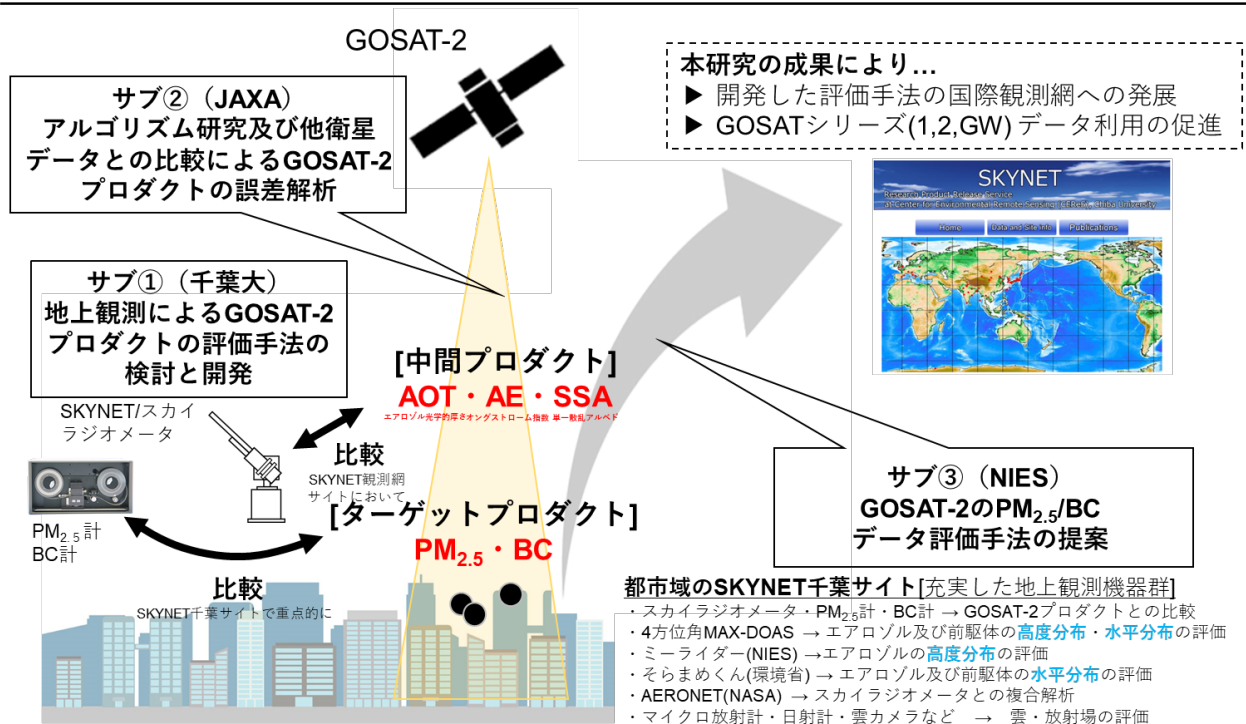 GOSAT-2
サブ②（JAXA）
アルゴリズム研究及び他衛星
データとの比較によるGOSAT-2
プロダクトの誤差解析
本研究の成果により...
▶ 開発した評価手法の国際観測網への発展
▶ GOSATシリーズ(1,2,GW) データ利用の促進
SKYNET
Research Product Release Service
at Center for Environmental Remote Sensing (CEReS), Chiba University
Home
Data and Site Info.
Publications
サブ①（千葉大）
地上観測によるGOSAT-2
プロダクトの評価手法の
検討と開発
[中間プロダクト]
AOT・AE・SSA
エアロゾル光学的厚さ オングストローム指数 単一散乱アルベド
SKYNET/スカイ
ラジオメータ
比較
SKYNET観測網
サイトにおいて
[ターゲットプロダクト]
PM2.5・BC
PM2.5計
BC計
比較
SKYNET千葉サイトで重点的に
サブ③（NIES）
GOSAT-2のPM2.5/BC
データ評価手法の提案
都市域のSKYNET千葉サイト[充実した地上観測機器群]
・スカイラジオメータ・PM2.5計・BC計 → GOSAT-2プロダクトとの比較
・4方位角MAX-DOAS → エアロゾル及び前駆体の高度分布・水平分布の評価
・ミーライダー(NIES) →エアロゾルの高度分布の評価
・そらまめくん(環境省) → エアロゾル及び前駆体の水平分布の評価
・AERONET(NASA) → スカイラジオメータとの複合解析
・マイクロ放射計・日射計・雲カメラなど → 雲・放射場の評価